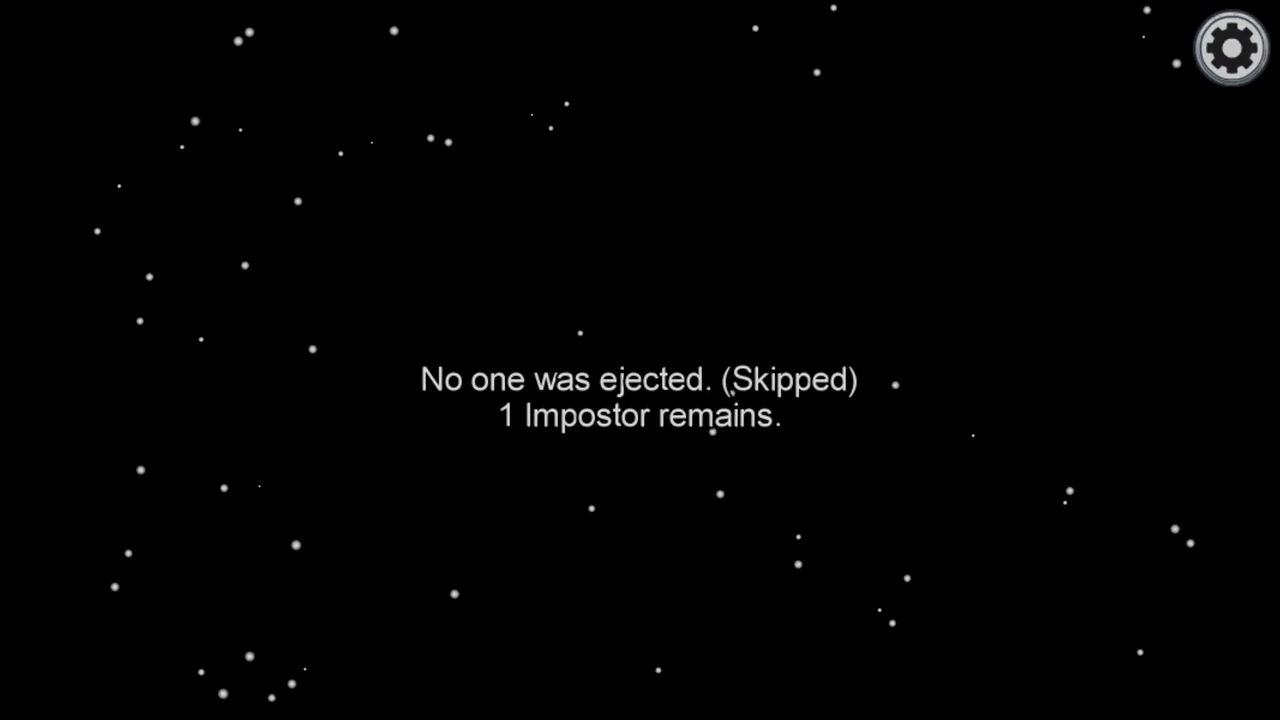 No one was ejected. (Skipped)
1 Impostor remains.